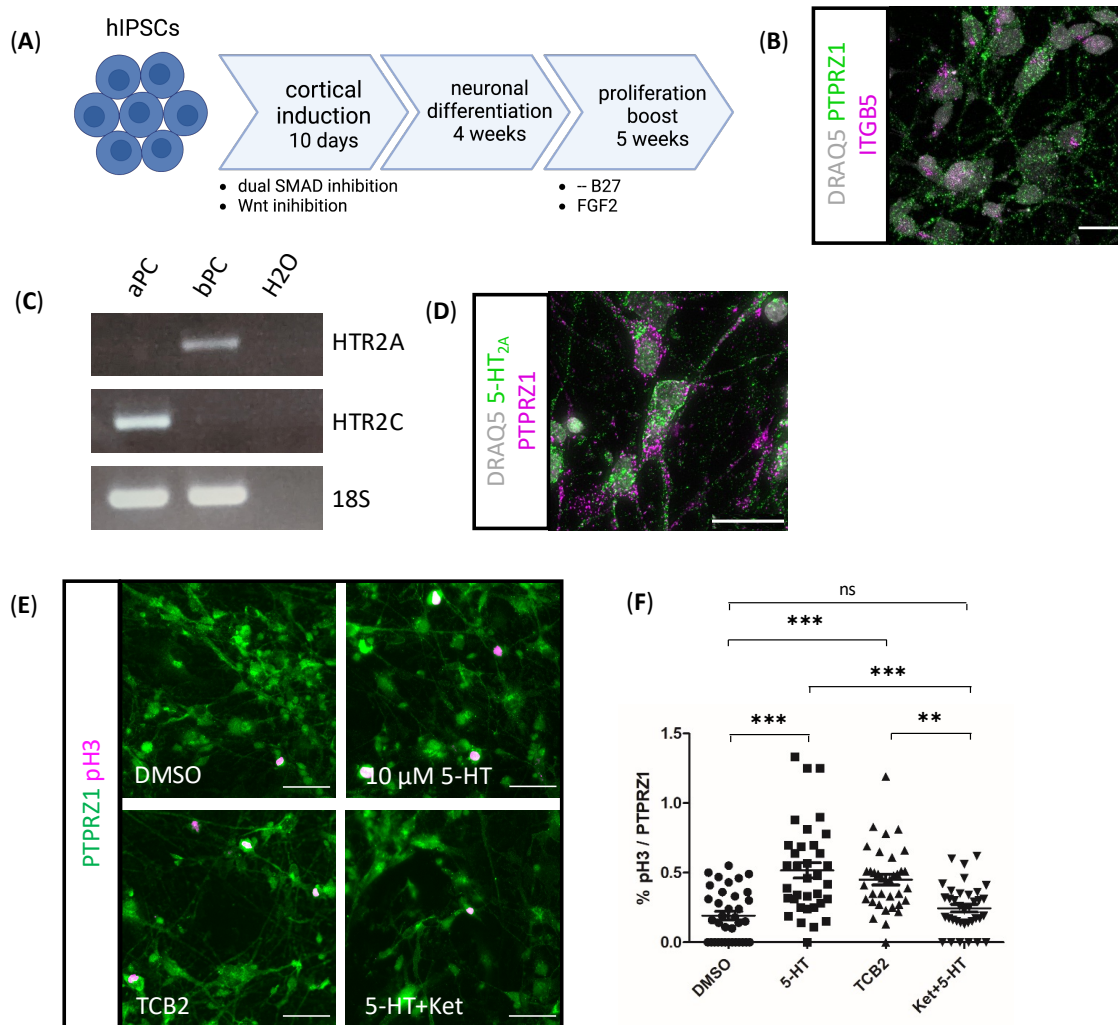 (A)
hIPSCs
cortical
induction
10 days
neuronal
differentiation
4 weeks
proliferation
boost
5 weeks
• dual SMAD inhibition
• Wnt inihibition
• -- B27
• FGF2
(B)
DRAQ5 PTPRZ1
ITGB5
(C)
aPC
bPC
H2O
HTR2A
HTR2C
18S
(D)
DRAQ5 5-HT2A
PTPRZ1
(E)
PTPRZ1 pH3
DMSO
10 µM 5-HT
TCB2
5-HT+Ket
(F)
ns
***
***
***
**
% pH3 / PTPRZ1
1.5
1.0
0.5
0.0
DMSO
5-HT
TCB2
Ket+5-HT